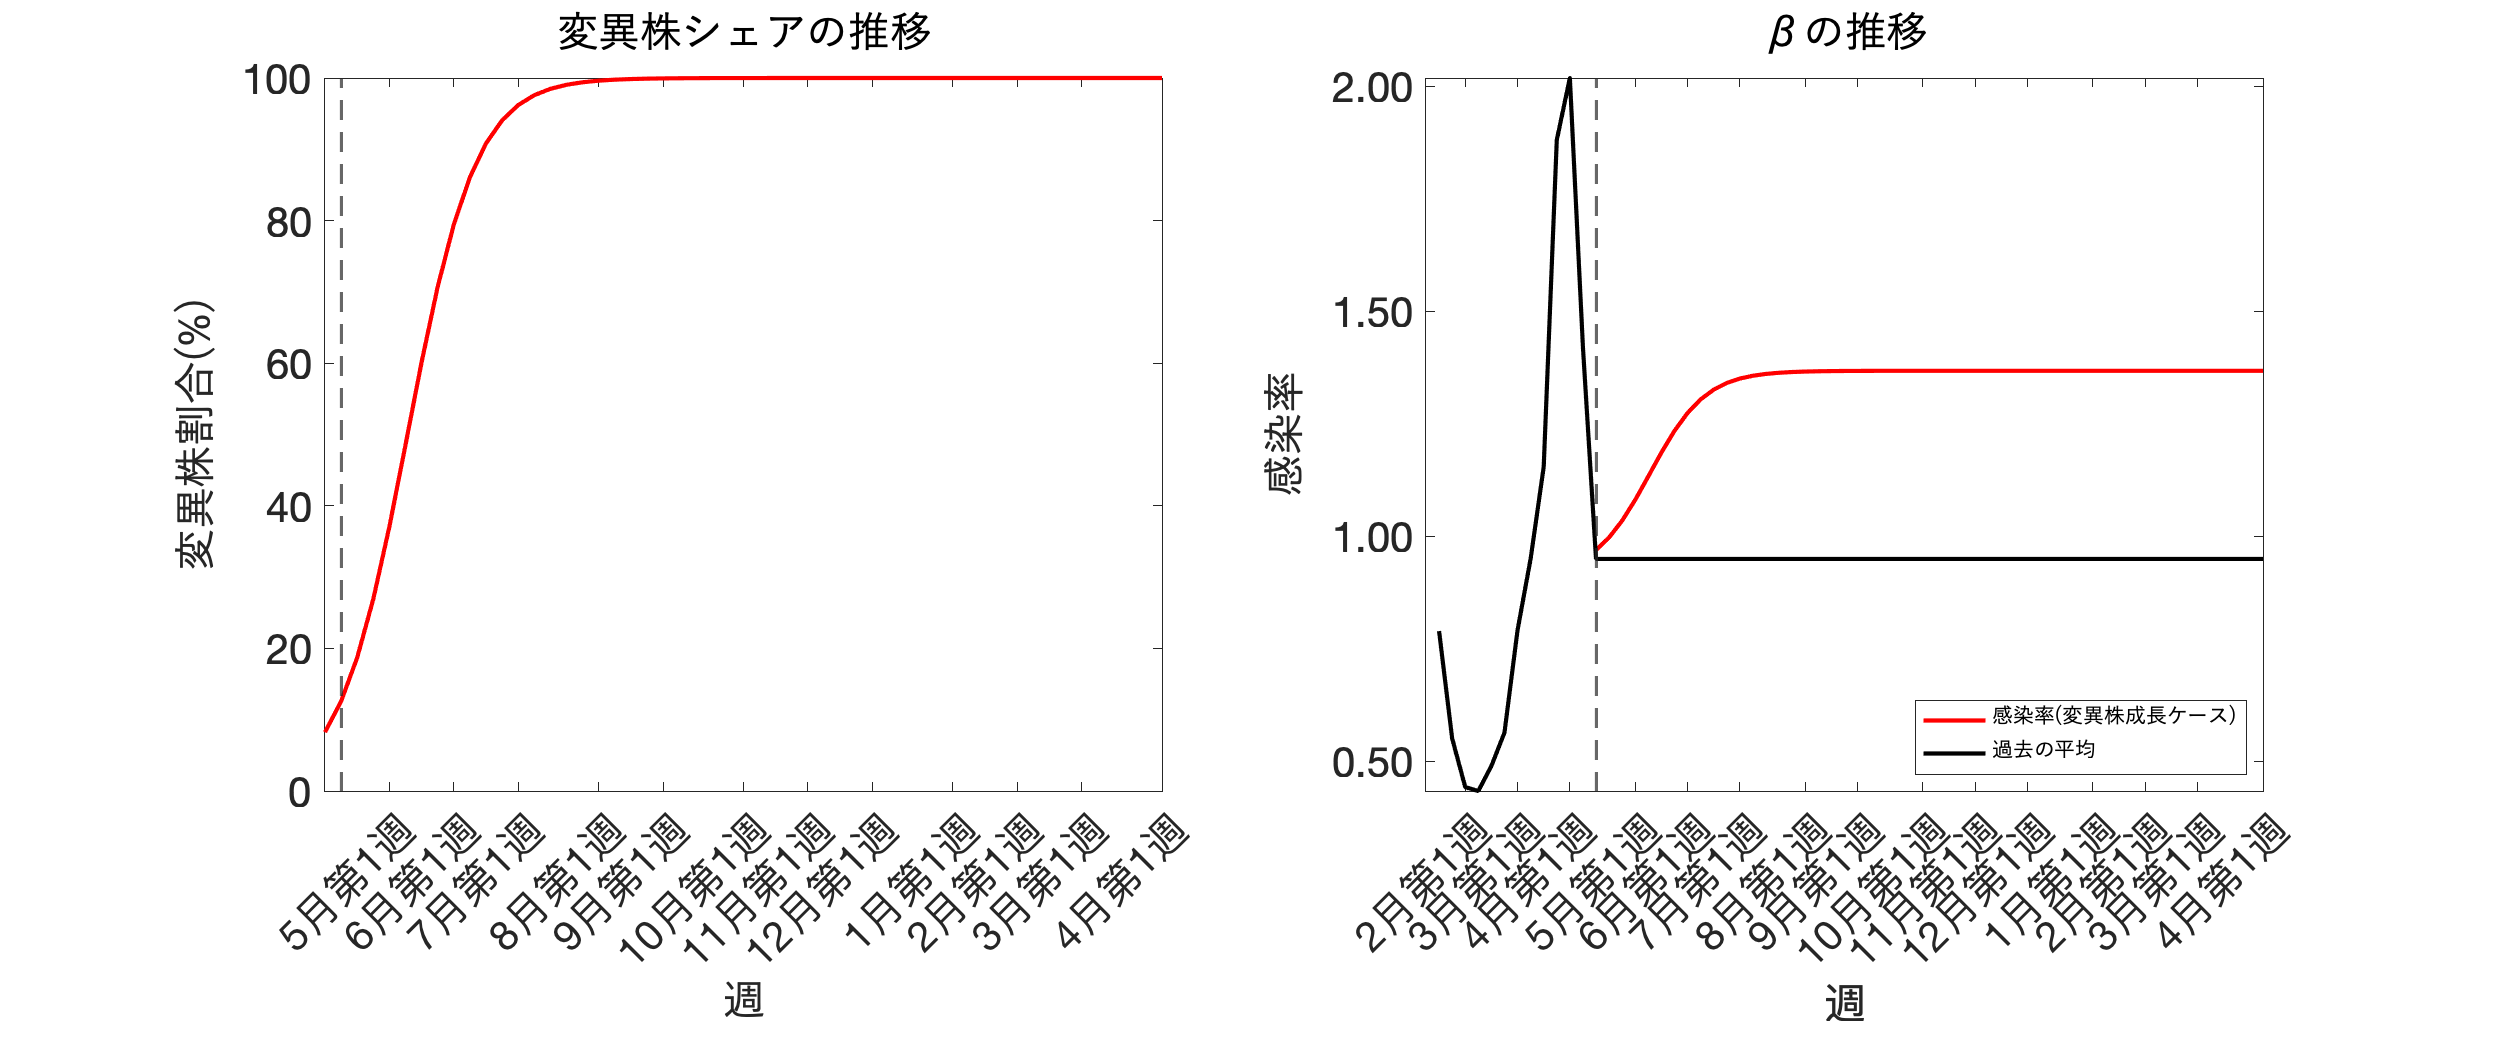 変異株シェアの推移
変異株割合(%)
100
80
60
40
20
0
5月第1週
6月第1週
7月第1週
8月第1週
9月第1週
10月第1週
11月第1週
12月第1週
1月第1週
2月第1週
3月第1週
4月第1週
週
β の推移
感染率
2.00
1.50
1.00
0.50
感染率(変異株成長ケース)
過去の平均
2月第1週
3月第1週
4月第1週
5月第1週
6月第1週
7月第1週
8月第1週
9月第1週
10月第1週
11月第1週
12月第1週
1月第1週
2月第1週
3月第1週
4月第1週
週